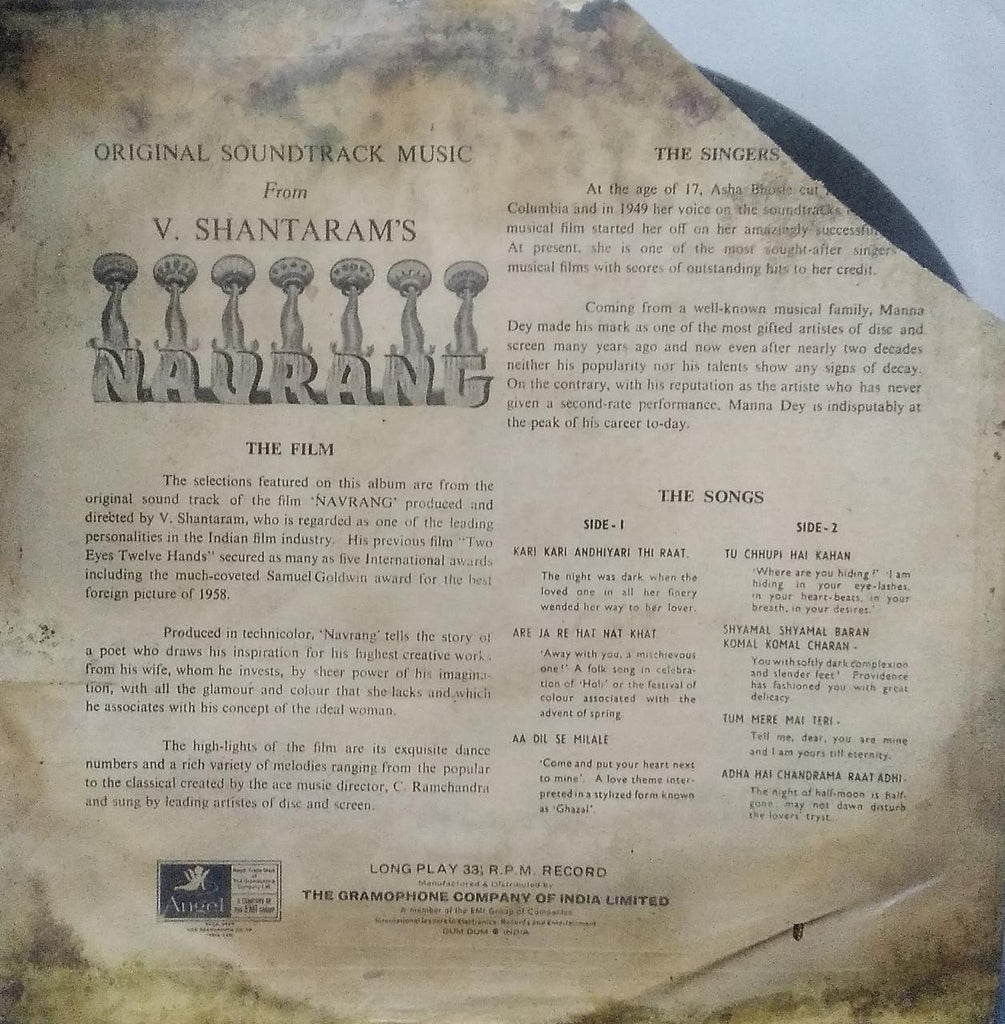 ORIGINAL SOUNDTRACK MUSIC
From
V. SHANTARAM'S
NAVRANG
THE FILM
The selections featured on this album are from the
original sound track of the film 'NAVRANG' produced and
directed by V. Shantaram, who is regarded as one of the leading
personalities in the Indian film industry. His previous film "Two
Eyes Twelve Hands" secured as many as five International awards
including the much-coveted Samuel Goldwin award for the best
foreign picture of 1958.
Produced in technicolor, 'Navrang' tells the story of
a poet who draws his inspiration for his highest creative work,
from his wife, whom he invests, by sheer power of his imagina-
tion, with all the glamour and colour that she lacks and which
he associates with his concept of the ideal woman.
The high-lights of the film are its exquisite dance
numbers and a rich variety of melodies ranging from the popular
to the classical created by the ace music director, C. Ramchandra
and sung by leading artistes of disc and screen.
THE SINGERS
At the age of 17, Asha Bhosle cut
Columbia and in 1949 her voice on the soundtracks
musical film started her off on her amazingly
At present, she is one of the most sought-after singers
musical films with scores of outstanding hits to her credit.
Coming from a well-known musical family, Manna
Dey made his mark as one of the most gifted artistes of disc and
screen many years ago and now even after nearly two decades
neither his popularity nor his talents show any signs of decay.
On the contrary, with his reputation as the artiste who has never
given a second-rate performance, Manna Dey is indisputably at
the peak of his career to-day.
THE SONGS
SIDE - 1
KARI KARI ANDHIYARI THI RAAT.
The night was dark when the
loved one in all her finery
wended her way to her lover.
ARE JA RE HAT NAT KHAT
'Away with you, a mischievous
one!' A folk song in celebra-
tion of 'Holi' or the festival of
colour associated with the
advent of spring
AA DIL SE MILALE
'Come and put your heart next
to mine'. A love theme inter-
preted in a stylized form known
as 'Ghazal'.
SIDE - 2
TU CHHUPI HAI KAHAN
'Where are you hiding?' 'I am
hiding in your eye-lashes,
in your heart-beats, in your
breath, in your desires.'
SHYAMAL SHYAMAL BARAN
KOMAL KOMAL CHARAN -
You with softly dark complexion
and slender feet! Providence
has fashioned you with great
delicacy
TUM MERE MAI TERI -
Tell me, dear, you are mine
and I am yours till eternity.
ADHA HAI CHANDRAMA RAAT ADHI -
The night of half-moon is half-
gone, may not dawn disturb
the lovers' tryst.
Angel
LONG PLAY 33⅓ R.P.M. RECORD
Manufactured & Distributed by
THE GRAMOPHONE COMPANY OF INDIA LIMITED
A member of the EMI Group of Companies
International leaders in Electronics, Records and Entertainment
DUM DUM INDIA